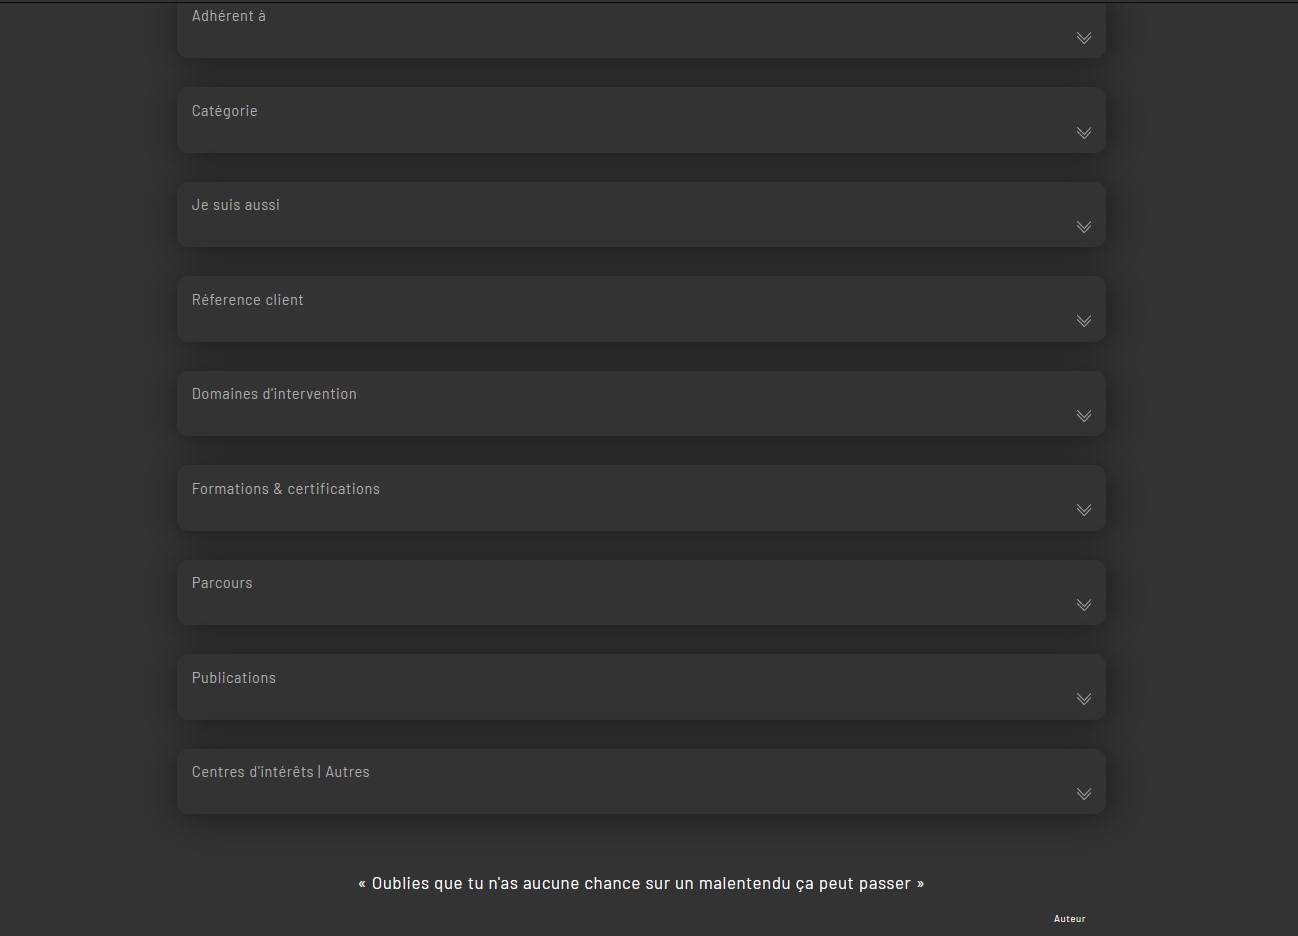 Adhérent à
Catégorie
Je suis aussi
Réference client
Domaines d'intervention
Formations & certifications
Parcours
Publications
Centres d'intérêts | Autres
« Oublies que tu n'as aucune chance sur un malentendu ça peut passer »
Auteur